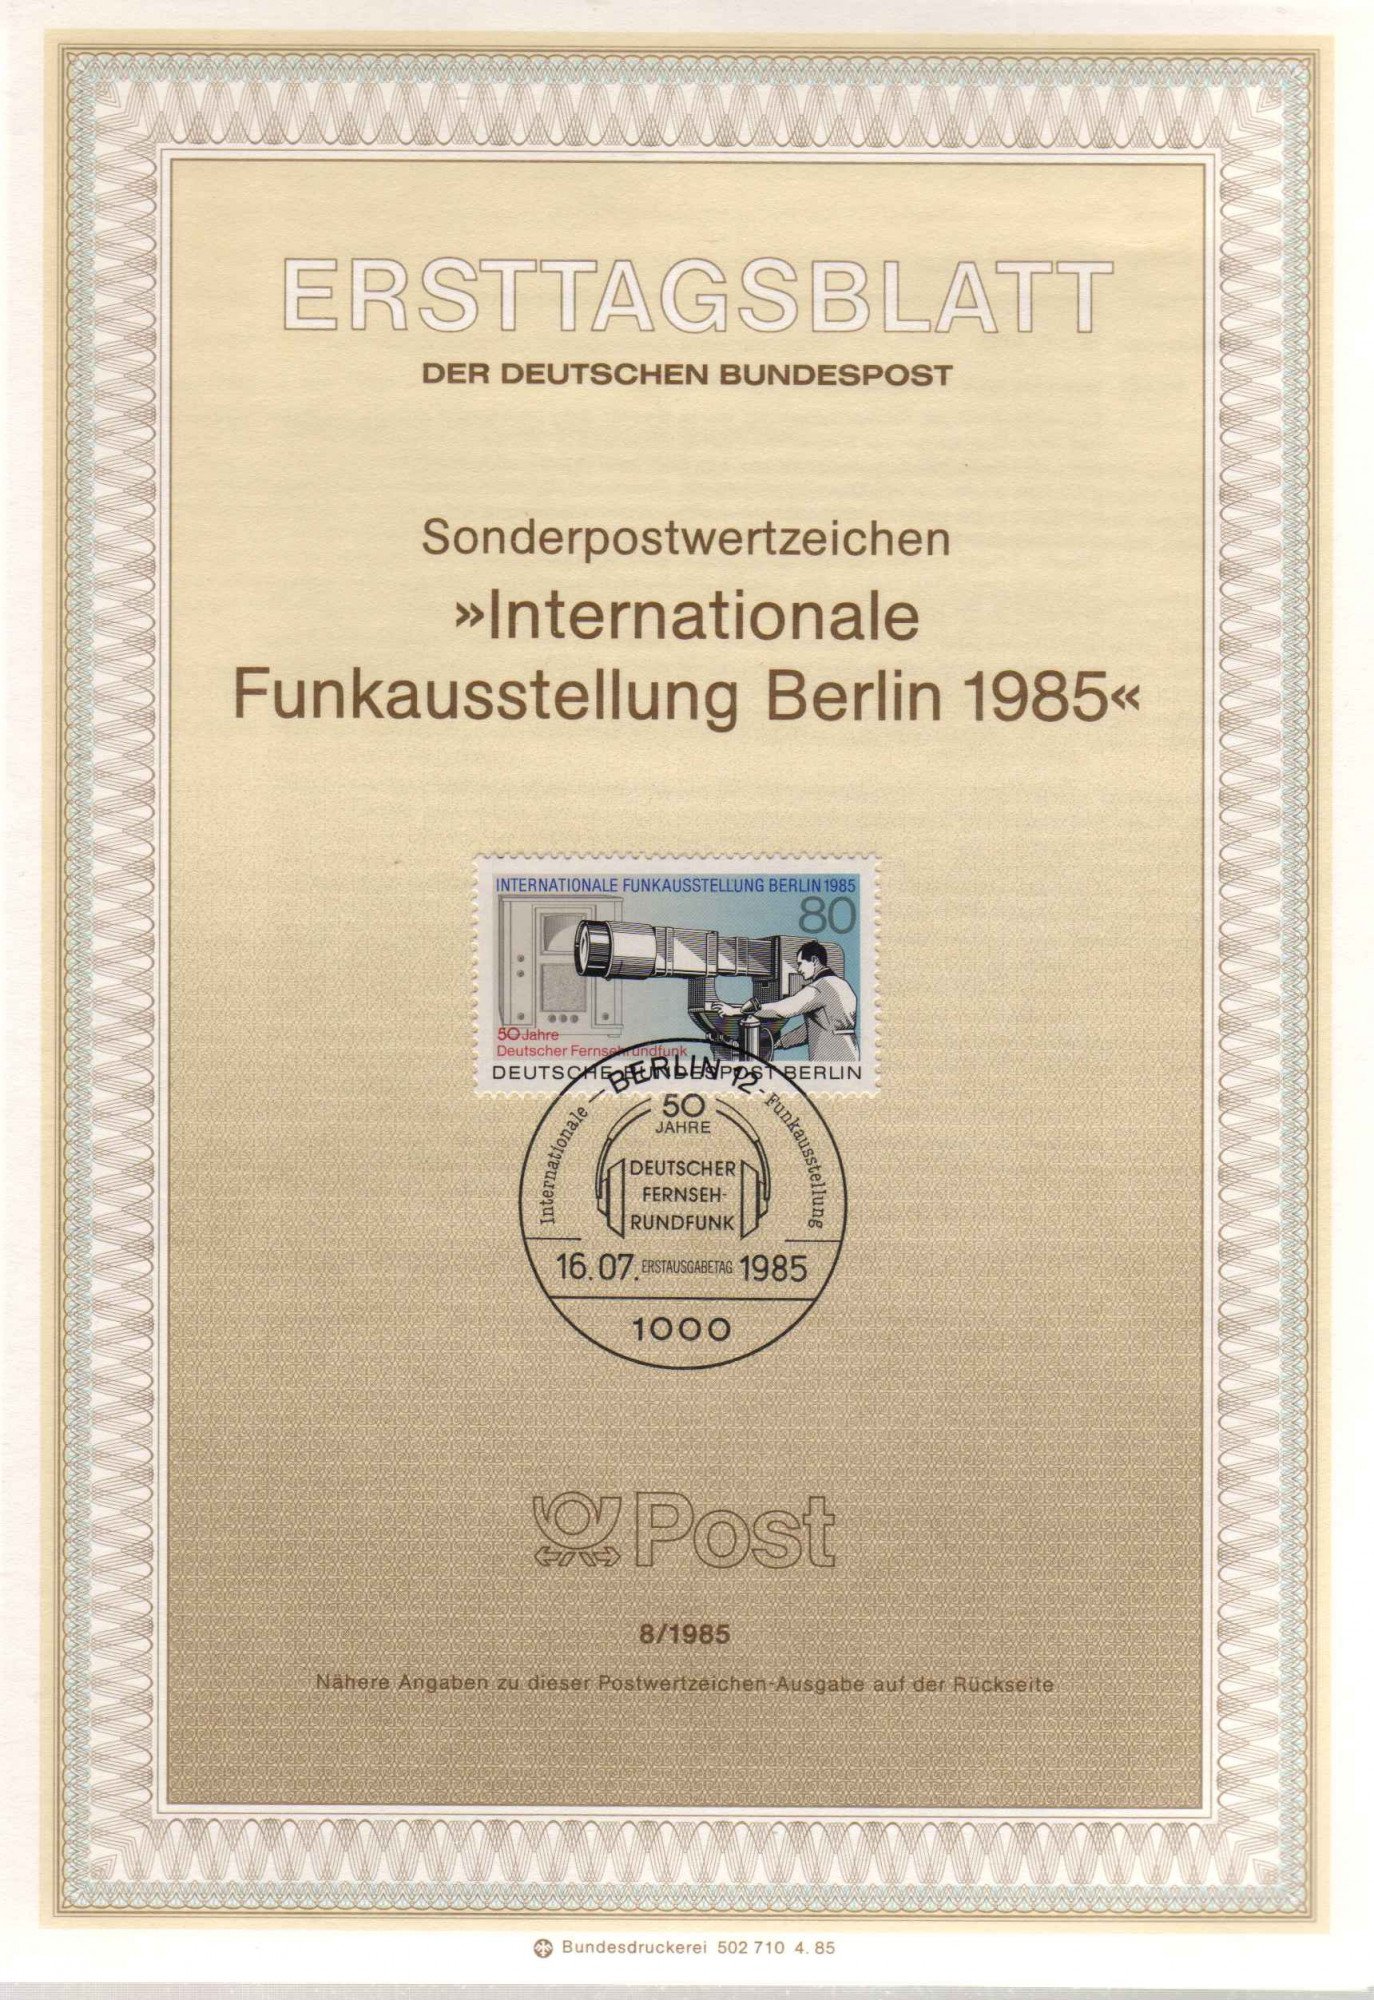 ERSTTAGSBLATT
DER DEUTSCHEN BUNDESPOST
Sonderpostwertzeichen
»Internationale
Funkausstellung Berlin 1985«
INTERNATIONALE FUNKAUSSTELLUNG BERLIN 1985
80
50 Jahre
Deutscher Fernsehrundfunk
DEUTSCHE BUNDESPOST BERLIN
BERLIN 12
Internationale
Funkausstellung
50
JAHRE
DEUTSCHER
FERNSEH-
RUNDFUNK
16.07. ERSTAUSGABETAG 1985
1000
Post
8/1985
Nähere Angaben zu dieser Postwertzeichen-Ausgabe auf der Rückseite
Bundesdruckerei 502 710 4. 85